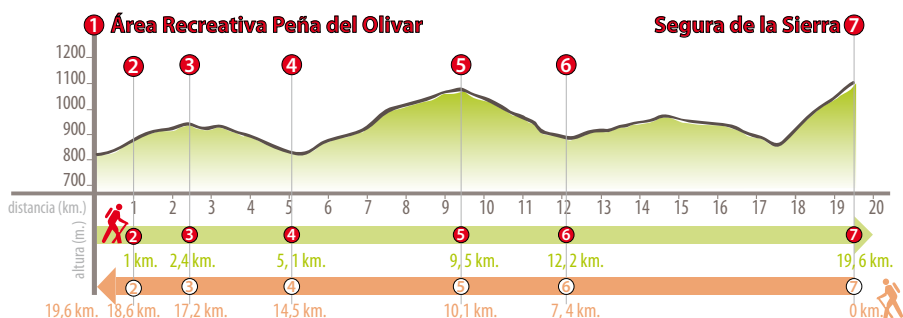 1 Área Recreativa Peña del Olivar Segura de la Sierra 7
2 3 4 5 6
1200
1100
1000
900
800
700
distancia (km.) 1 2 3 4 5 6 7 8 9 10 11 12 13 14 15 16 17 18 19 20
altura (m.)
2 3 4 5 6 7
1 km. 2,4 km. 5, 1 km. 9,5 km. 12,2 km. 19,6 km.
2 3 4 5 6 7
19,6 km. 18,6 km. 17,2 km. 14,5 km. 10,1 km. 7, 4 km. 0 km.